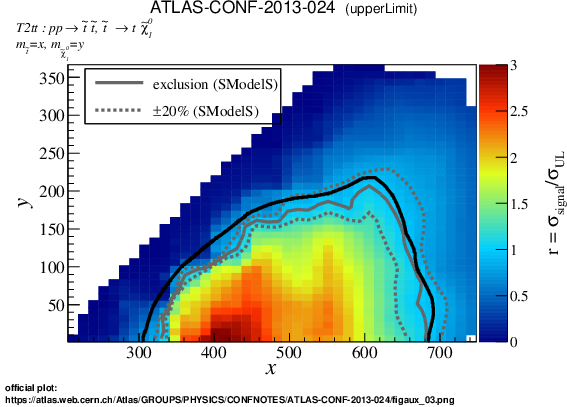 ATLAS-CONF-2013-024 (upperLimit)
T2tt : pp → t̃ t̃, t̃ → t χ̃⁰₁
m_t̃=x, m_χ̃⁰₁=y
350
300
250
200
150
100
50
0
y
exclusion (SModelS)
±20% (SModelS)
300 400 500 600 700
x
3
2.5
2
1.5
1
0.5
0
r = σ_signal/σ_UL
official plot:
https://atlas.web.cern.ch/Atlas/GROUPS/PHYSICS/CONFNOTES/ATLAS-CONF-2013-024/figaux_03.png